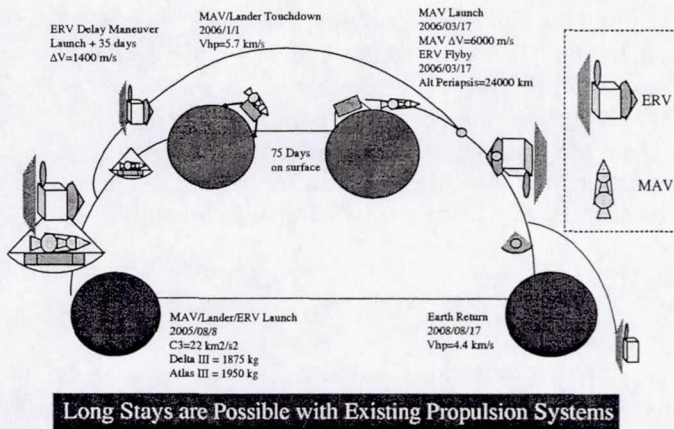 ERV Delay Maneuver
Launch + 35 days
ΔV=1400 m/s
MAV/Lander Touchdown
2006/1/1
Vhp=5.7 km/s
MAV Launch
2006/03/17
MAV ΔV=6000 m/s
ERV Flyby
2006/03/17
Alt Periapsis=24000 km
ERV
MAV
75 Days
on surface
MAV/Lander/ERV Launch
2005/08/8
C3=22 km2/s2
Delta III = 1875 kg
Atlas III = 1950 kg
Earth Return
2008/08/17
Vhp=4.4 km/s
Long Stays are Possible with Existing Propulsion Systems